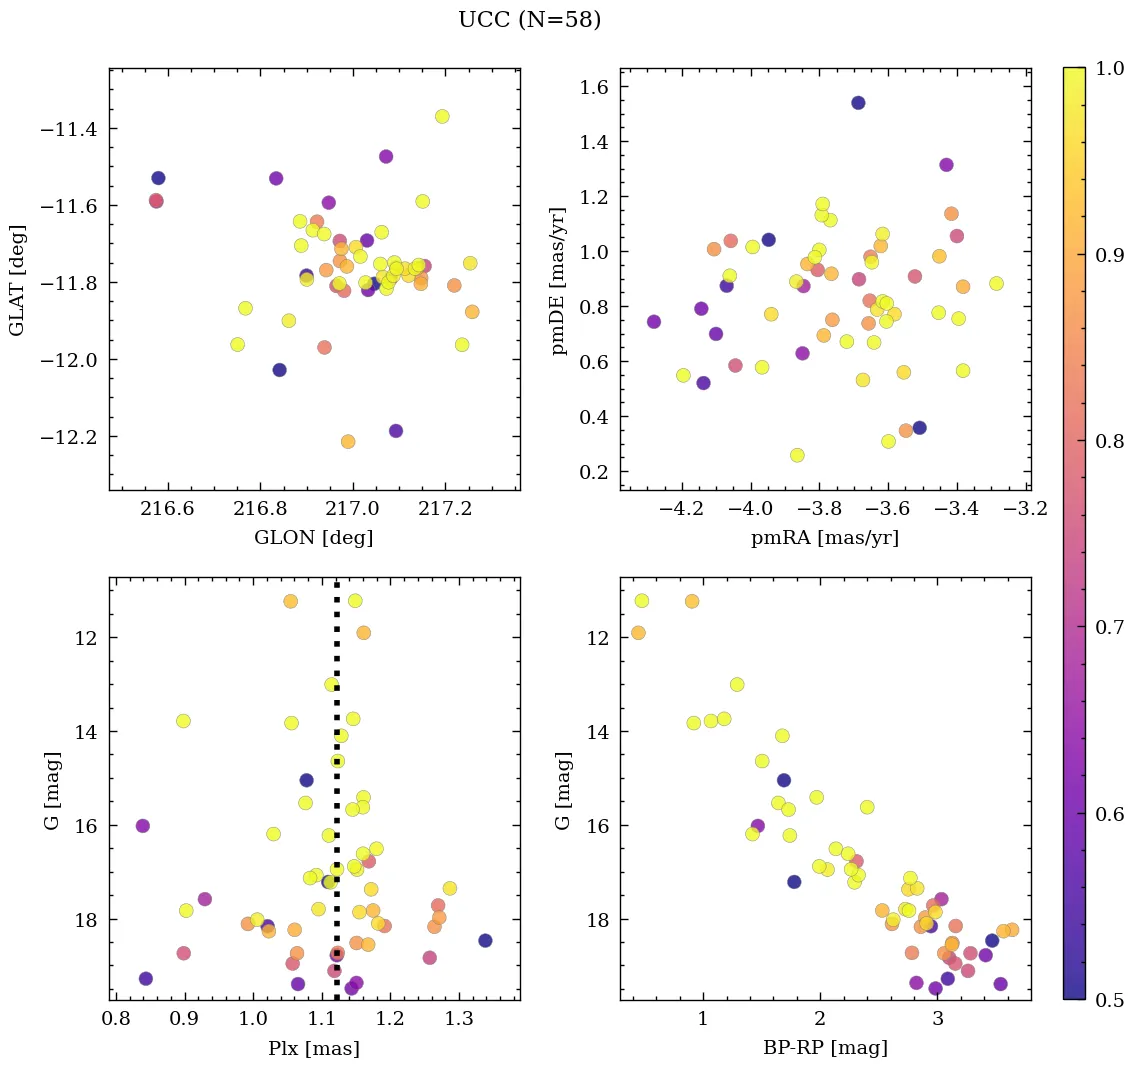 UCC (N=58)
−11.4
−11.6
−11.8
−12.0
−12.2
GLAT [deg]
216.6 216.8 217.0 217.2
GLON [deg]
1.6
1.4
1.2
1.0
0.8
0.6
0.4
0.2
pmDE [mas/yr]
−4.2 −4.0 −3.8 −3.6 −3.4 −3.2
pmRA [mas/yr]
12
14
16
18
G [mag]
0.8 0.9 1.0 1.1 1.2 1.3
Plx [mas]
12
14
16
18
G [mag]
1 2 3
BP-RP [mag]
1.0
0.9
0.8
0.7
0.6
0.5